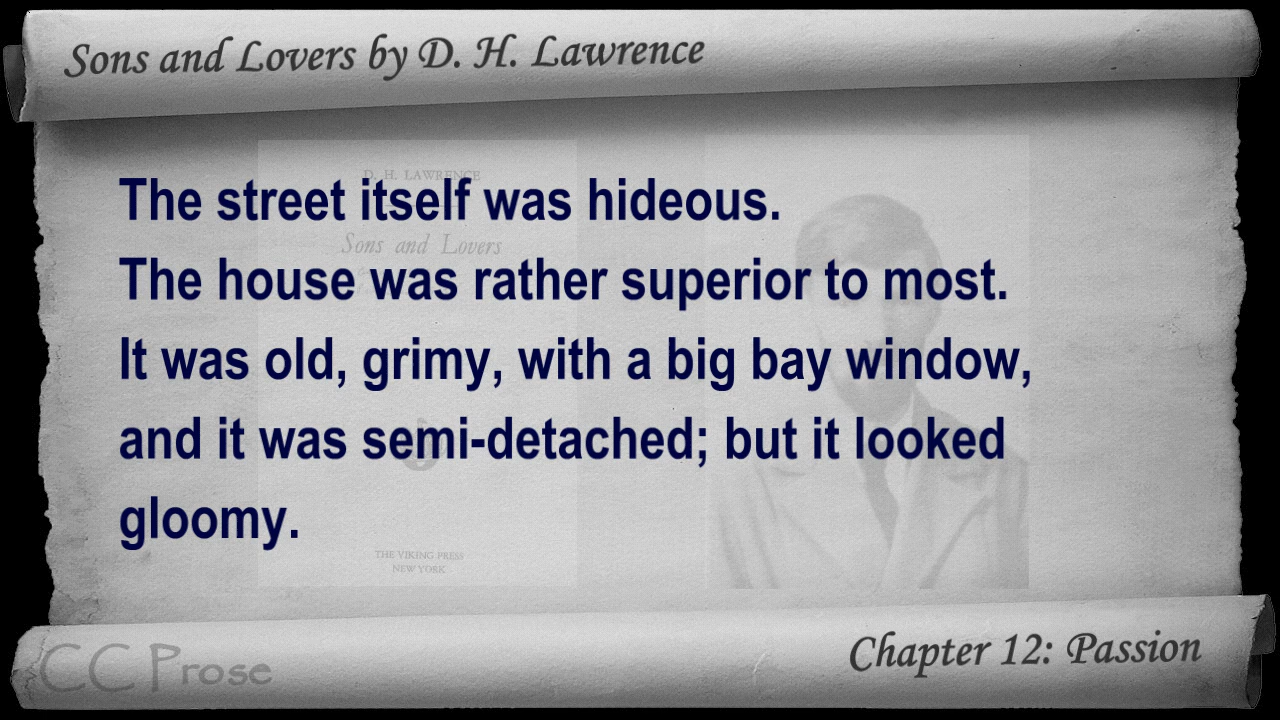 Sons and Lovers by D. H. Lawrence
D. H. LAWRENCE
The street itself was hideous.
Sons and Lovers
The house was rather superior to most.
It was old, grimy, with a big bay window,
and it was semi-detached; but it looked
gloomy.
THE VIKING PRESS
NEW YORK
CC Prose
Chapter 12: Passion